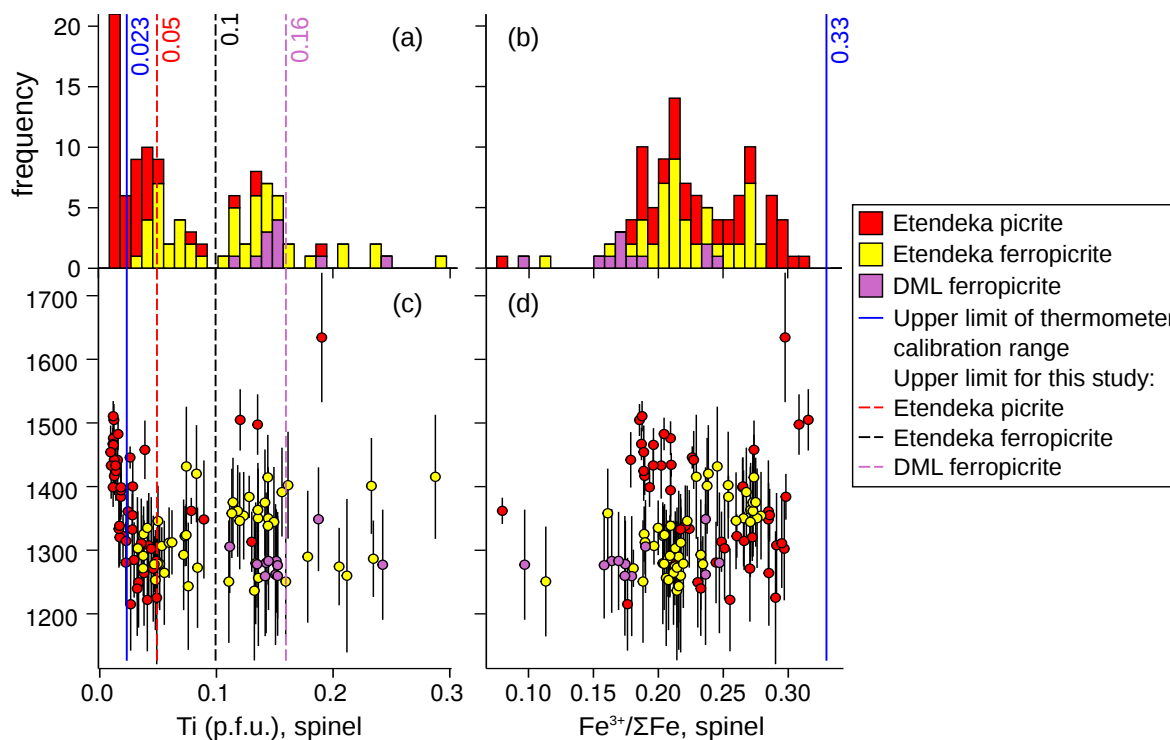 20
15
10
5
0
frequency
0.023
0.05
0.1
0.16
(a)
(b)
0.33
1700
1600
1500
1400
1300
1200
(c)
(d)
0.0
0.1
0.2
0.3
Ti (p.f.u.), spinel
0.10
0.15
0.20
0.25
0.30
Fe³⁺/ΣFe, spinel
Etendeka picrite
Etendeka ferropicrite
DML ferropicrite
Upper limit of thermometer
calibration range
Upper limit for this study:
Etendeka picrite
Etendeka ferropicrite
DML ferropicrite